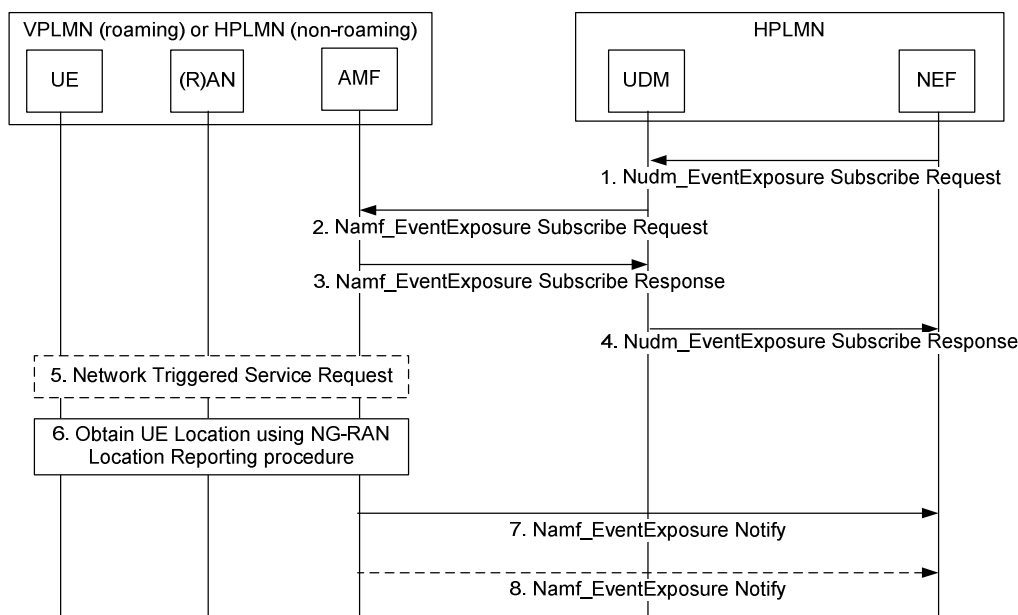 VPLMN (roaming) or HPLMN (non-roaming)
HPLMN
UE
(R)AN
AMF
UDM
NEF
1. Nudm_EventExposure Subscribe Request
2. Namf_EventExposure Subscribe Request
3. Namf_EventExposure Subscribe Response
4. Nudm_EventExposure Subscribe Response
5. Network Triggered Service Request
6. Obtain UE Location using NG-RAN
Location Reporting procedure
7. Namf_EventExposure Notify
8. Namf_EventExposure Notify